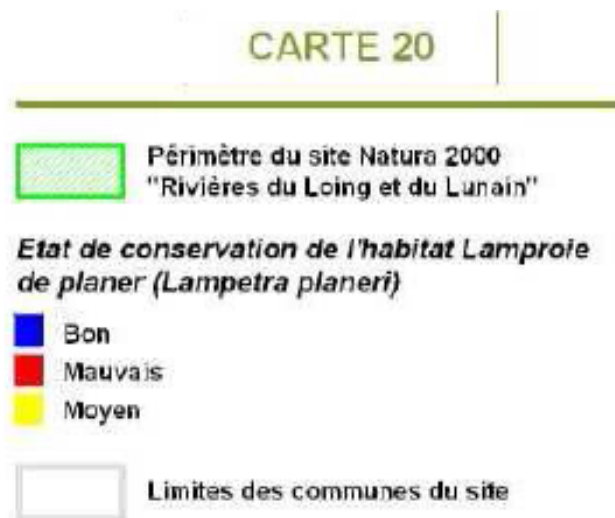 CARTE 20
Périmètre du site Natura 2000
"Rivières du Loing et du Lunain"
Etat de conservation de l'habitat Lamproie
de planer (Lampetra planeri)
Bon
Mauvais
Moyen
Limites des communes du site